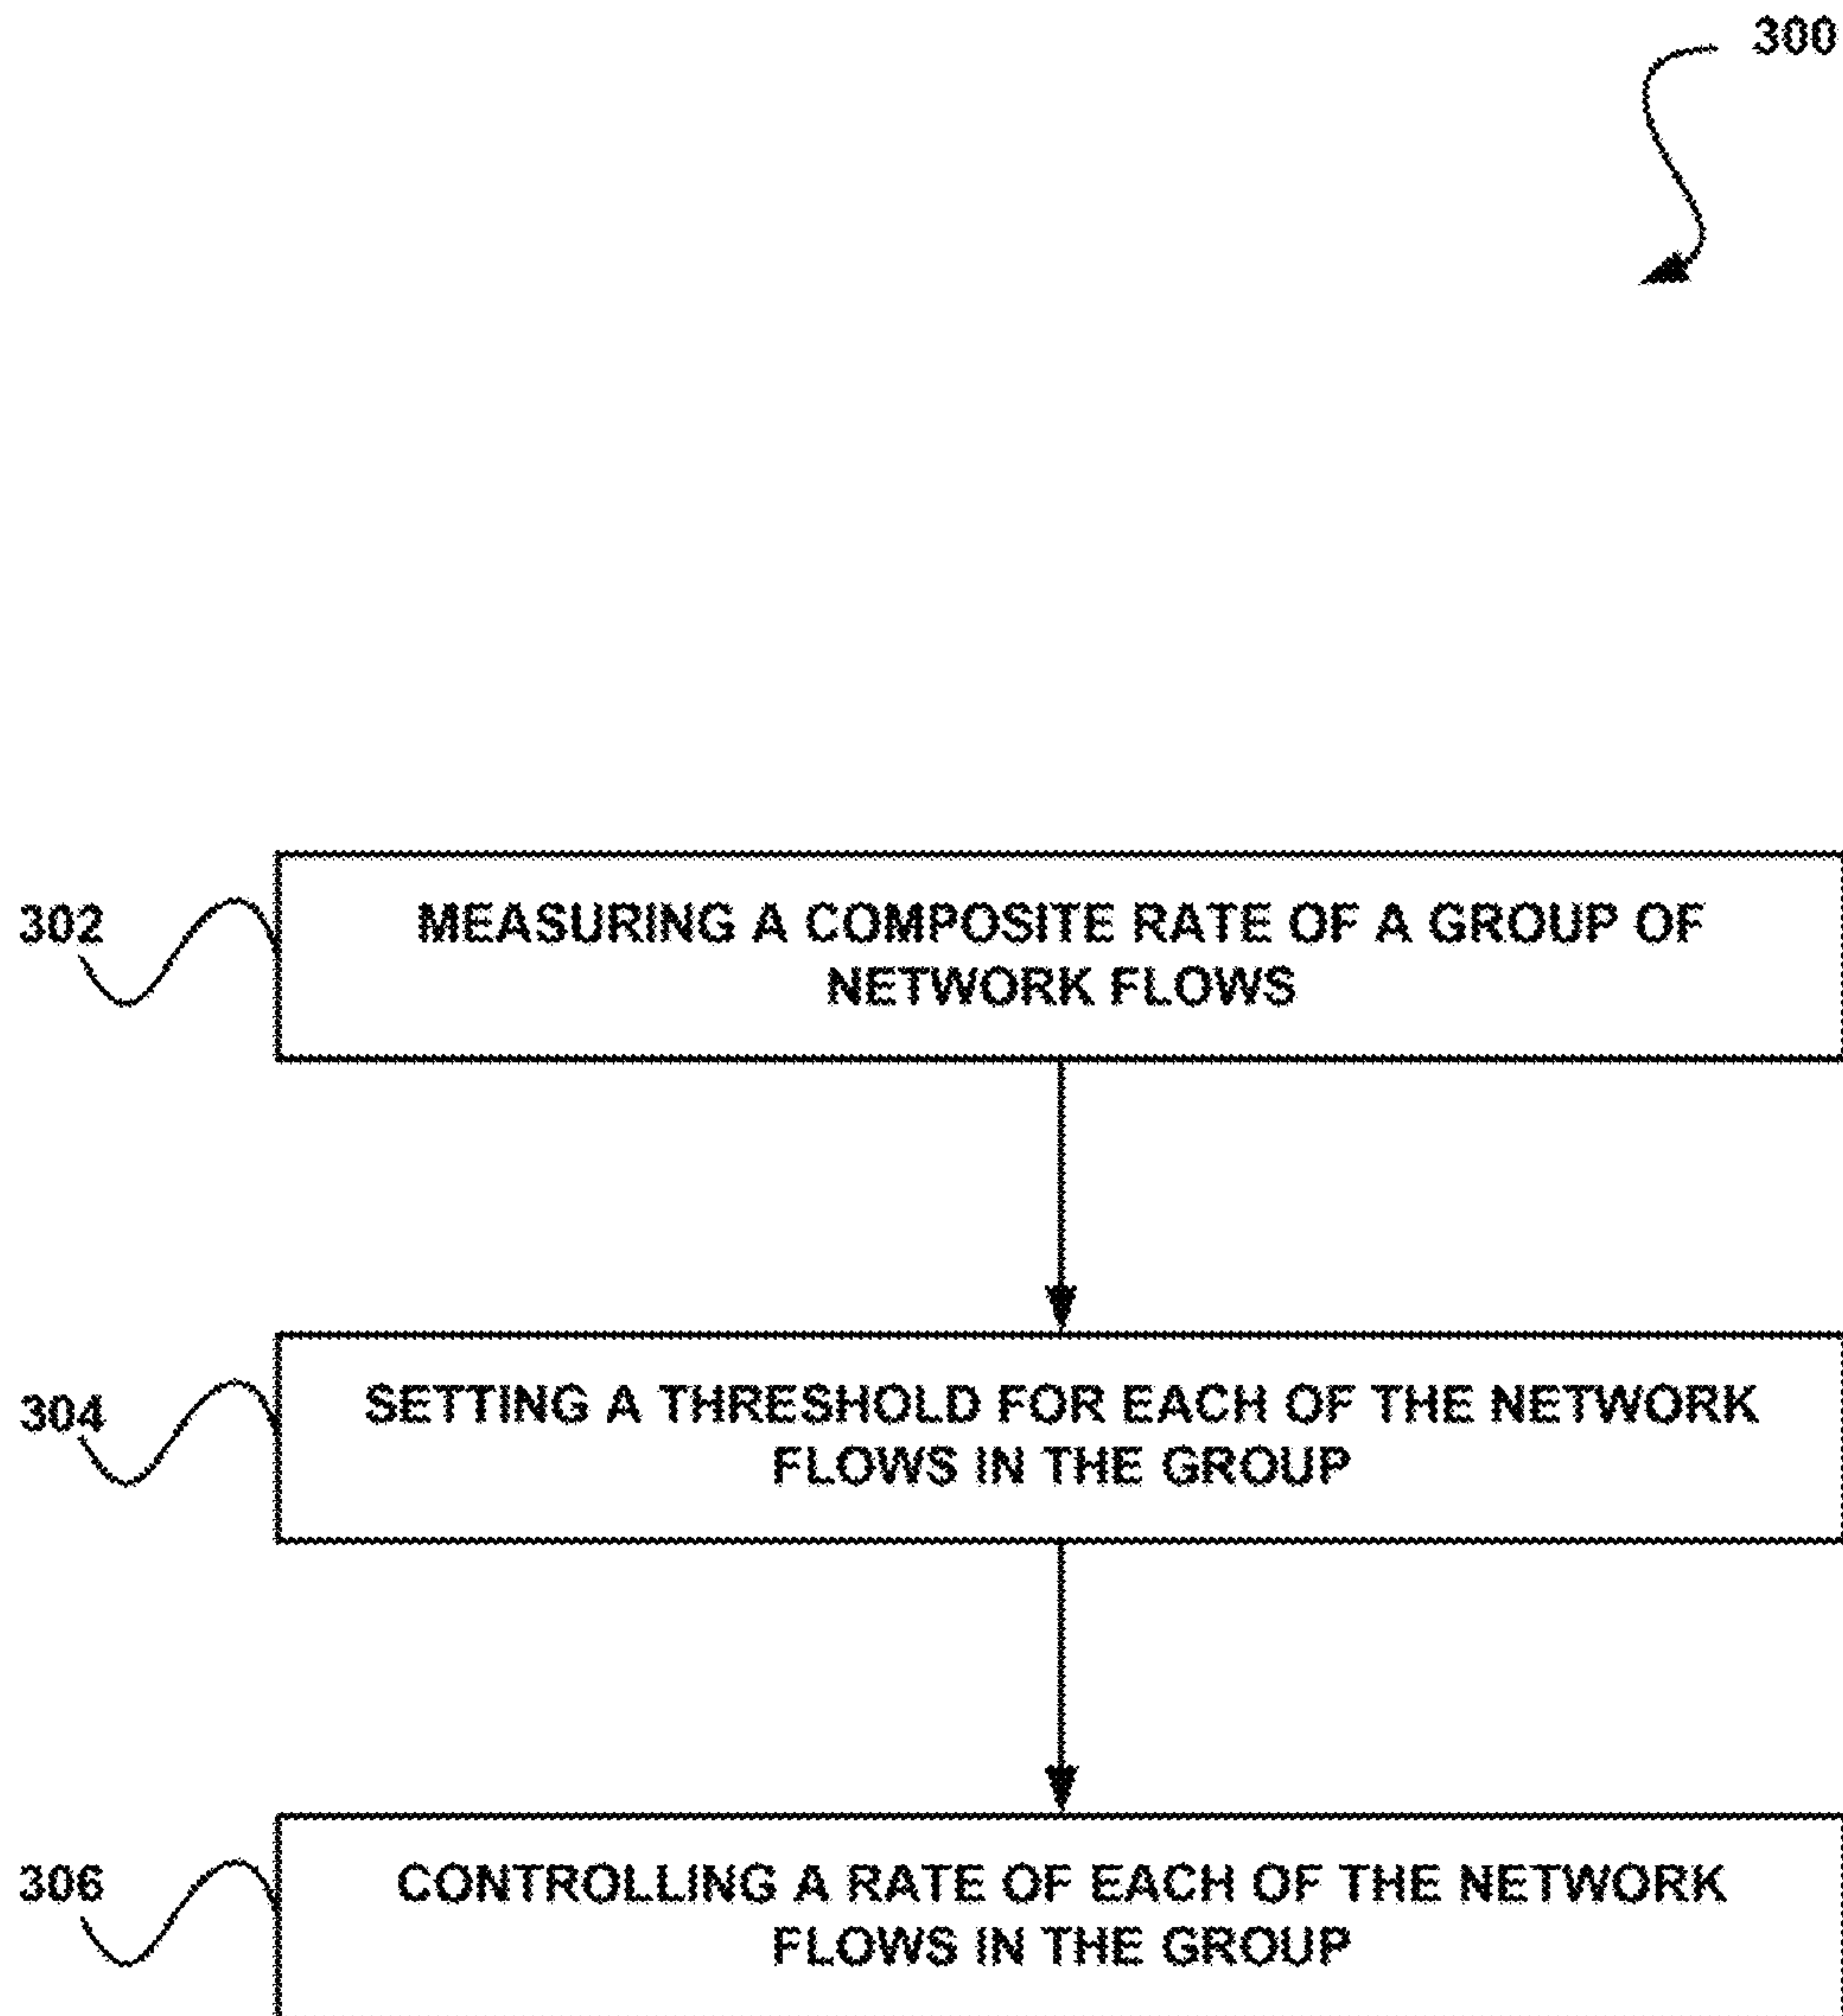 300
302
MEASURING A COMPOSITE RATE OF A GROUP OF
NETWORK FLOWS
304
SETTING A THRESHOLD FOR EACH OF THE NETWORK
FLOWS IN THE GROUP
306
CONTROLLING A RATE OF EACH OF THE NETWORK
FLOWS IN THE GROUP